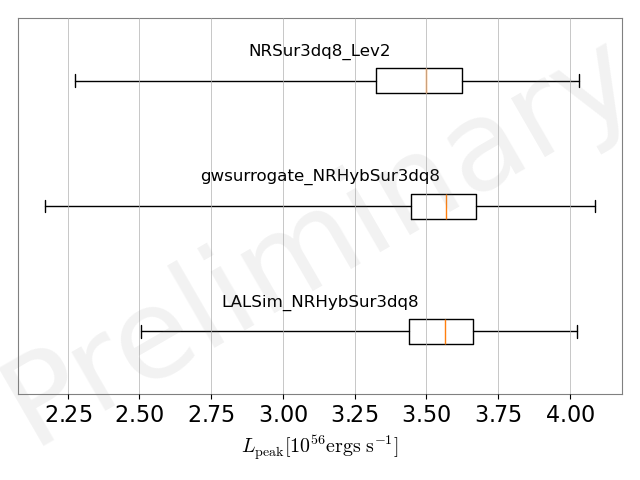 NRSur3dq8_Lev2
gwsurrogate_NRHybSur3dq8
LALSim_NRHybSur3dq8
Preliminary
2.25 2.50 2.75 3.00 3.25 3.50 3.75 4.00
L_peak[10^56 ergs s^−1]